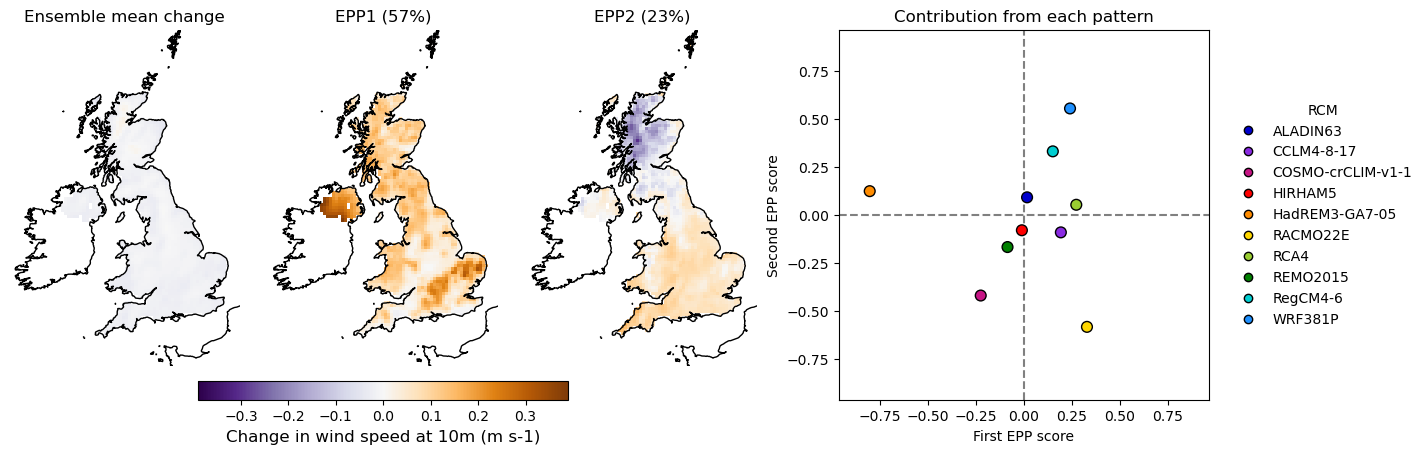 Ensemble mean change
EPP1 (57%)
EPP2 (23%)
Contribution from each pattern
−0.3 −0.2 −0.1 0.0 0.1 0.2 0.3
Change in wind speed at 10m (m s-1)
Second EPP score
0.75
0.50
0.25
0.00
−0.25
−0.50
−0.75
−0.75 −0.50 −0.25 0.00 0.25 0.50 0.75
First EPP score
RCM
ALADIN63
CCLM4-8-17
COSMO-crCLIM-v1-1
HIRHAM5
HadREM3-GA7-05
RACMO22E
RCA4
REMO2015
RegCM4-6
WRF381P